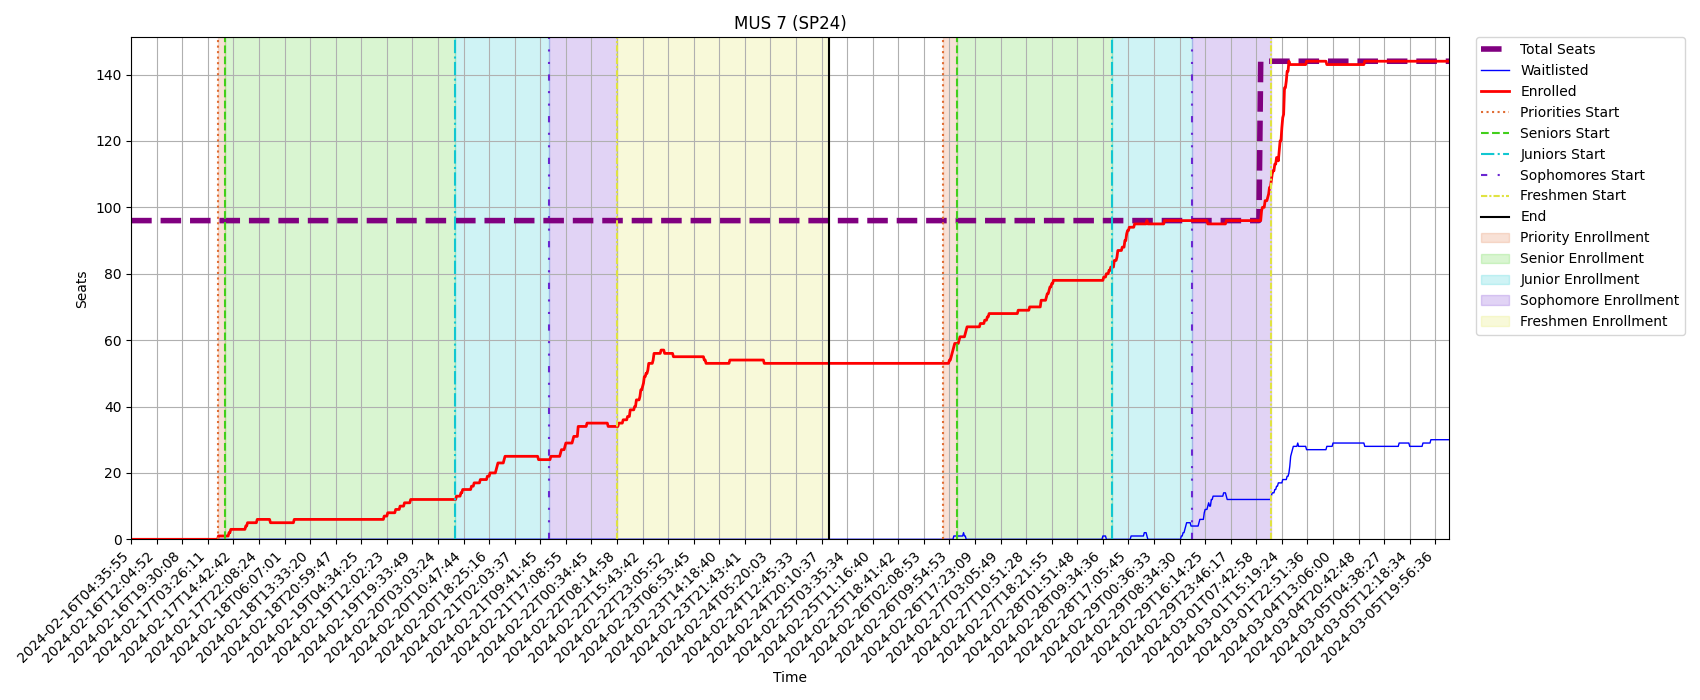 MUS 7 (SP24)
Seats
140
120
100
80
60
40
20
0
2024-02-16T04:35:55
2024-02-16T12:04:52
2024-02-16T19:30:08
2024-02-17T03:26:11
2024-02-17T14:42:42
2024-02-17T22:08:24
2024-02-18T06:07:01
2024-02-18T13:33:20
2024-02-18T20:59:47
2024-02-19T04:34:25
2024-02-19T12:02:23
2024-02-19T19:33:49
2024-02-20T03:03:24
2024-02-20T10:47:44
2024-02-20T18:25:16
2024-02-21T02:03:37
2024-02-21T09:41:45
2024-02-21T17:08:55
2024-02-22T00:34:45
2024-02-22T08:14:58
2024-02-22T15:43:42
2024-02-22T23:05:52
2024-02-23T06:53:45
2024-02-23T14:18:40
2024-02-23T21:43:41
2024-02-24T05:20:03
2024-02-24T12:45:33
2024-02-24T20:10:37
2024-02-25T03:35:34
2024-02-25T11:16:40
2024-02-25T18:41:42
2024-02-26T02:08:53
2024-02-26T09:54:53
2024-02-26T17:23:09
2024-02-27T03:05:49
2024-02-27T10:51:28
2024-02-27T18:21:55
2024-02-28T01:51:48
2024-02-28T09:34:36
2024-02-28T17:05:45
2024-02-29T00:36:33
2024-02-29T08:34:30
2024-02-29T16:14:25
2024-02-29T23:46:17
2024-03-01T07:42:58
2024-03-01T15:19:24
2024-03-01T22:51:36
2024-03-04T13:06:00
2024-03-04T20:42:48
2024-03-05T04:38:27
2024-03-05T12:18:34
2024-03-05T19:56:36
Time
Total Seats
Waitlisted
Enrolled
Priorities Start
Seniors Start
Juniors Start
Sophomores Start
Freshmen Start
End
Priority Enrollment
Senior Enrollment
Junior Enrollment
Sophomore Enrollment
Freshmen Enrollment